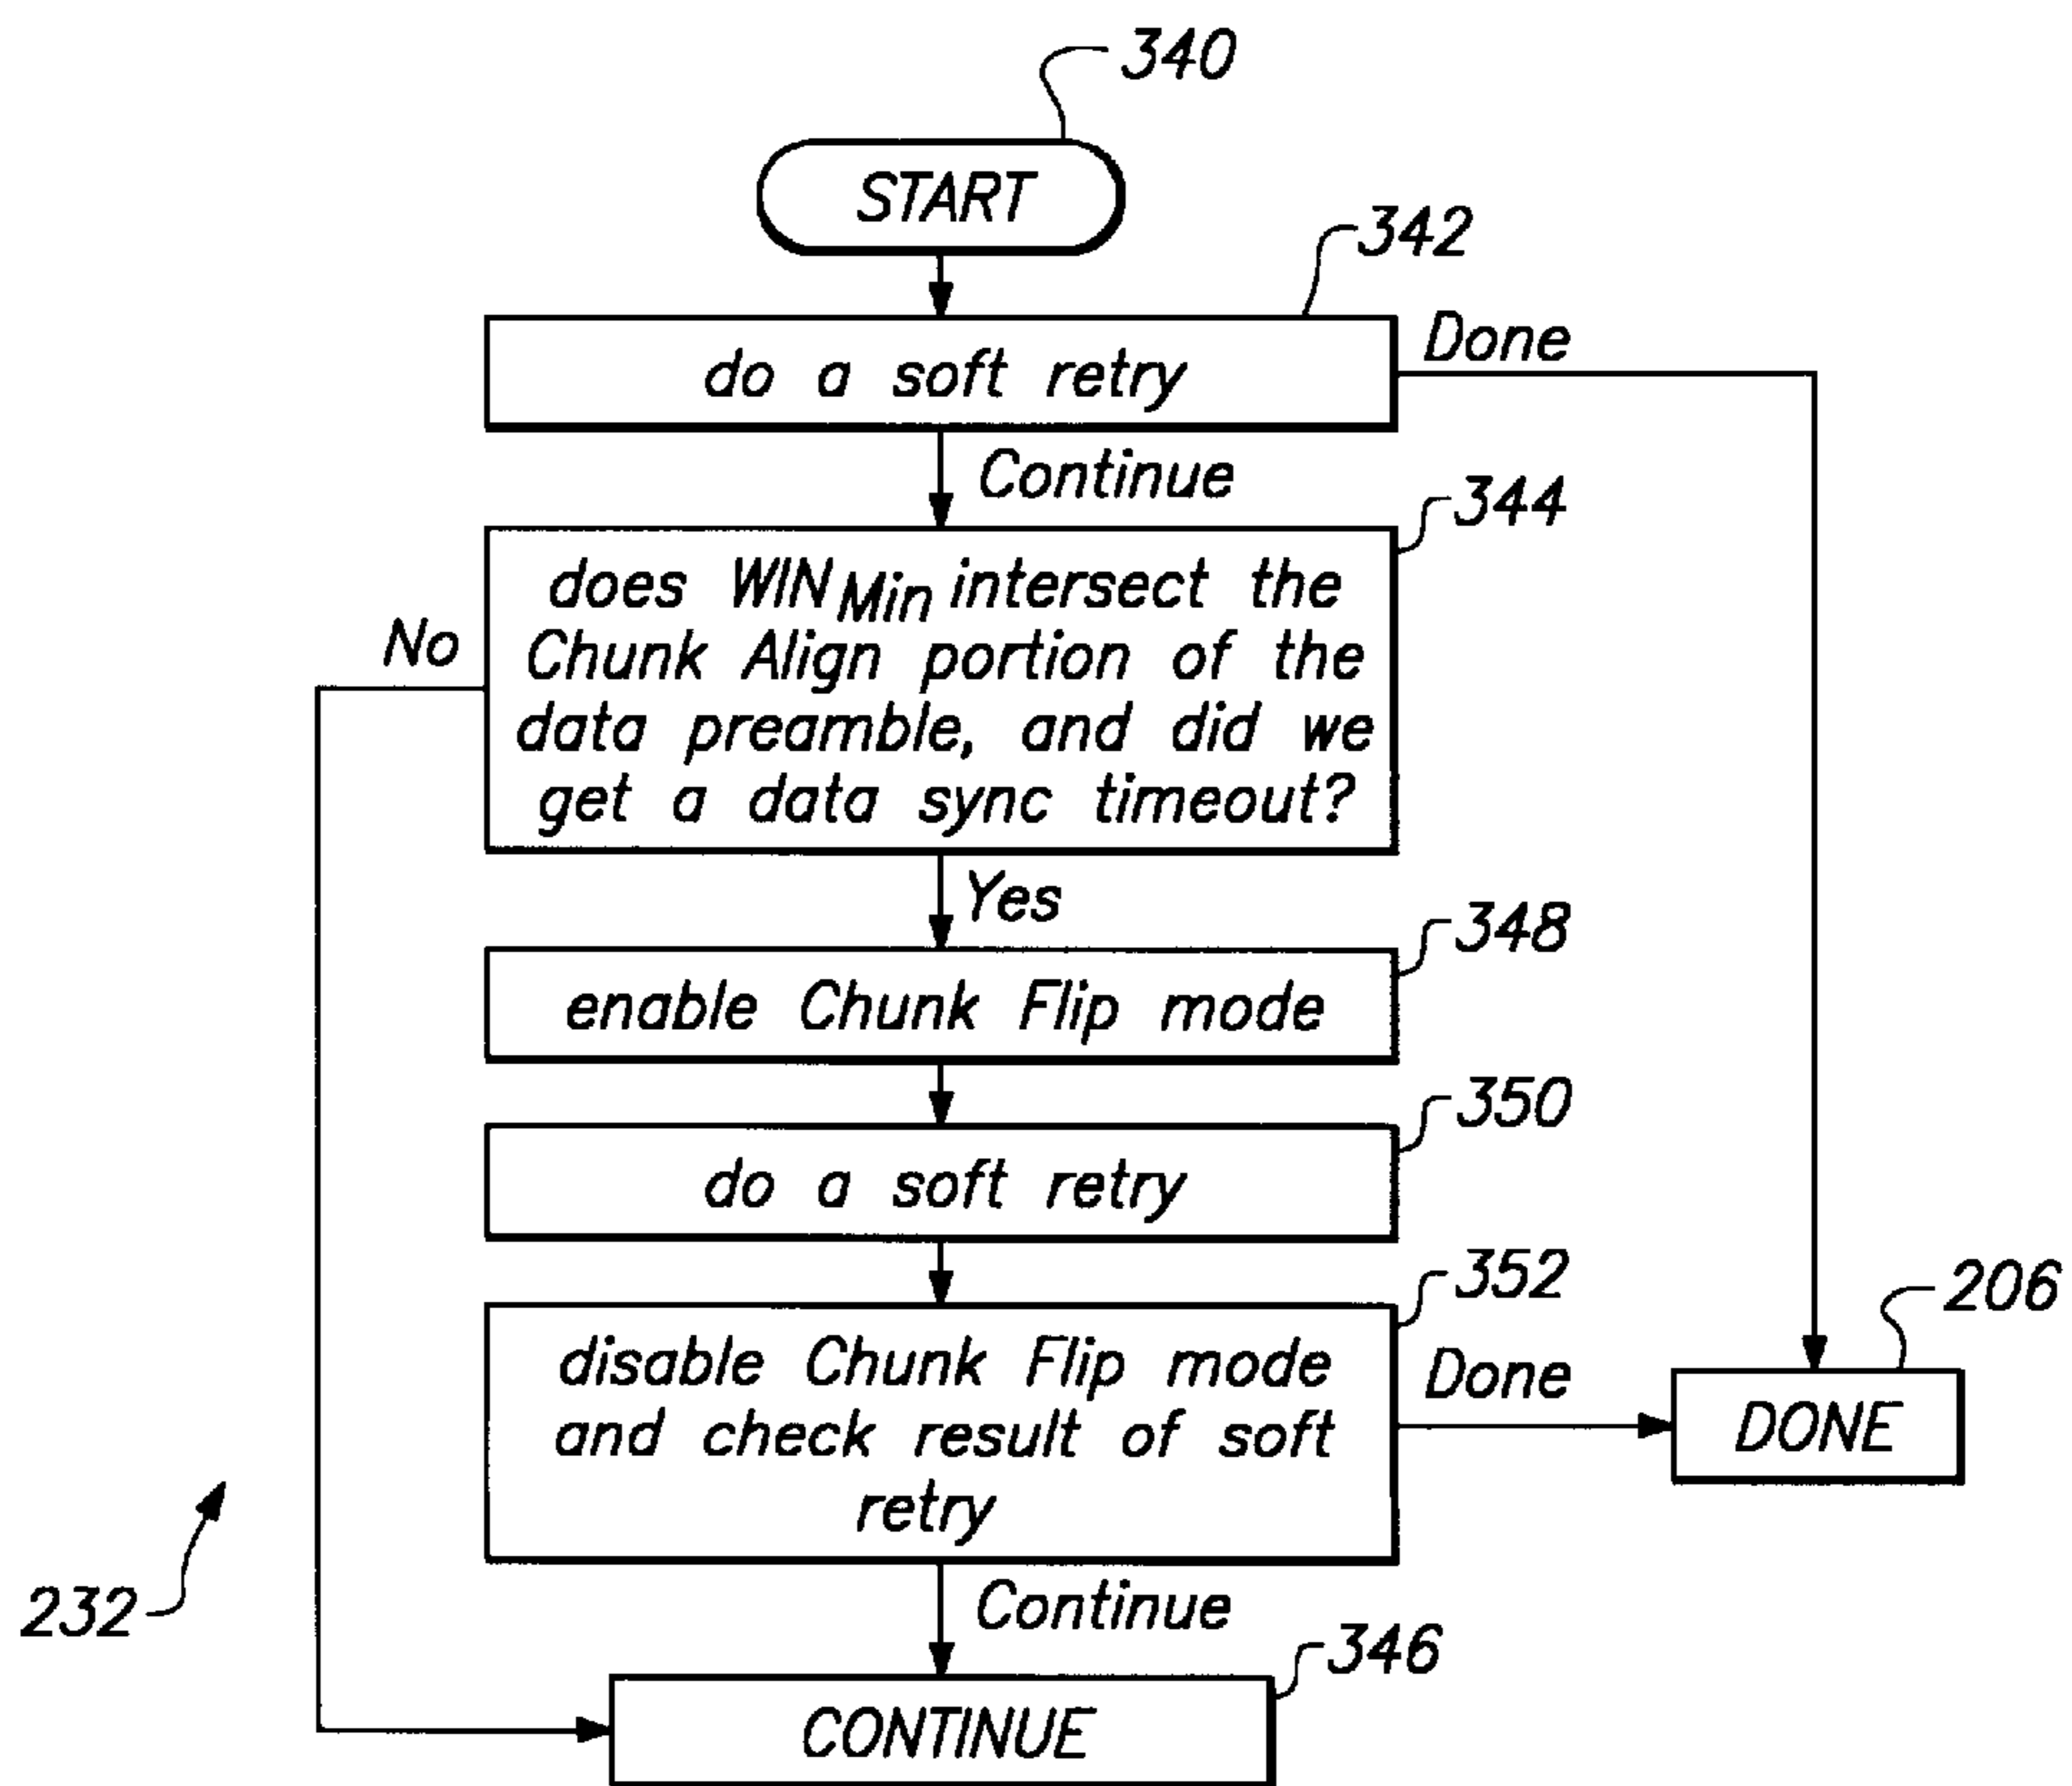 340
START
342
do a soft retry
Done
Continue
344
does WINMin intersect the
Chunk Align portion of the
data preamble, and did we
get a data sync timeout?
No
Yes
348
enable Chunk Flip mode
350
do a soft retry
352
disable Chunk Flip mode
and check result of soft
retry
Done
206
DONE
232
Continue
346
CONTINUE